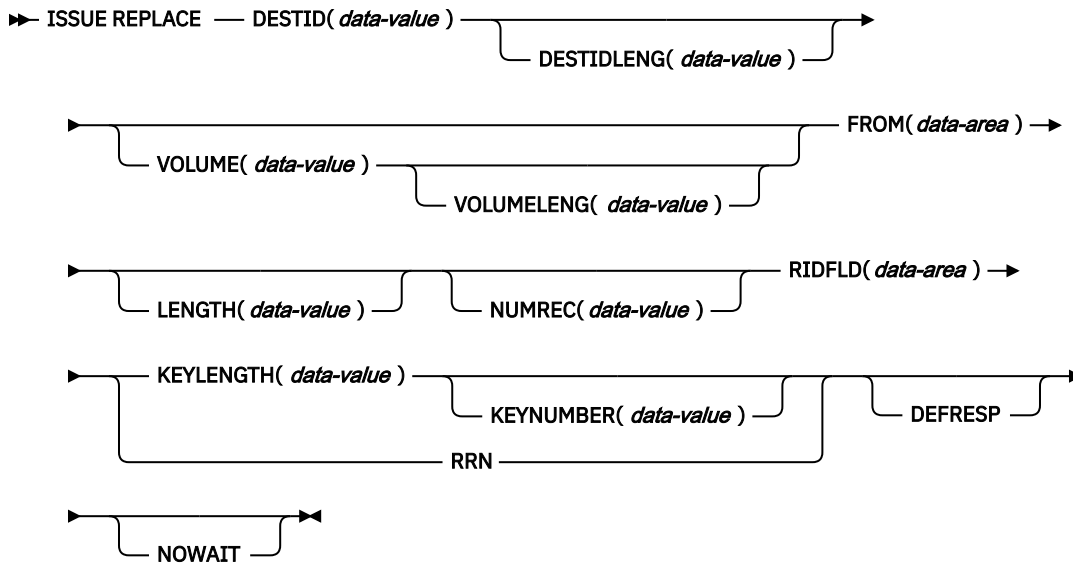 ISSUE REPLACE DESTID( data-value )
DESTIDLENG( data-value )
FROM( data-area )
VOLUME( data-value )
VOLUMELENG( data-value )
RIDFLD( data-area )
LENGTH( data-value ) NUMREC( data-value )
KEYLENGTH( data-value )
KEYNUMBER( data-value ) DEFRESP
RRN
NOWAIT